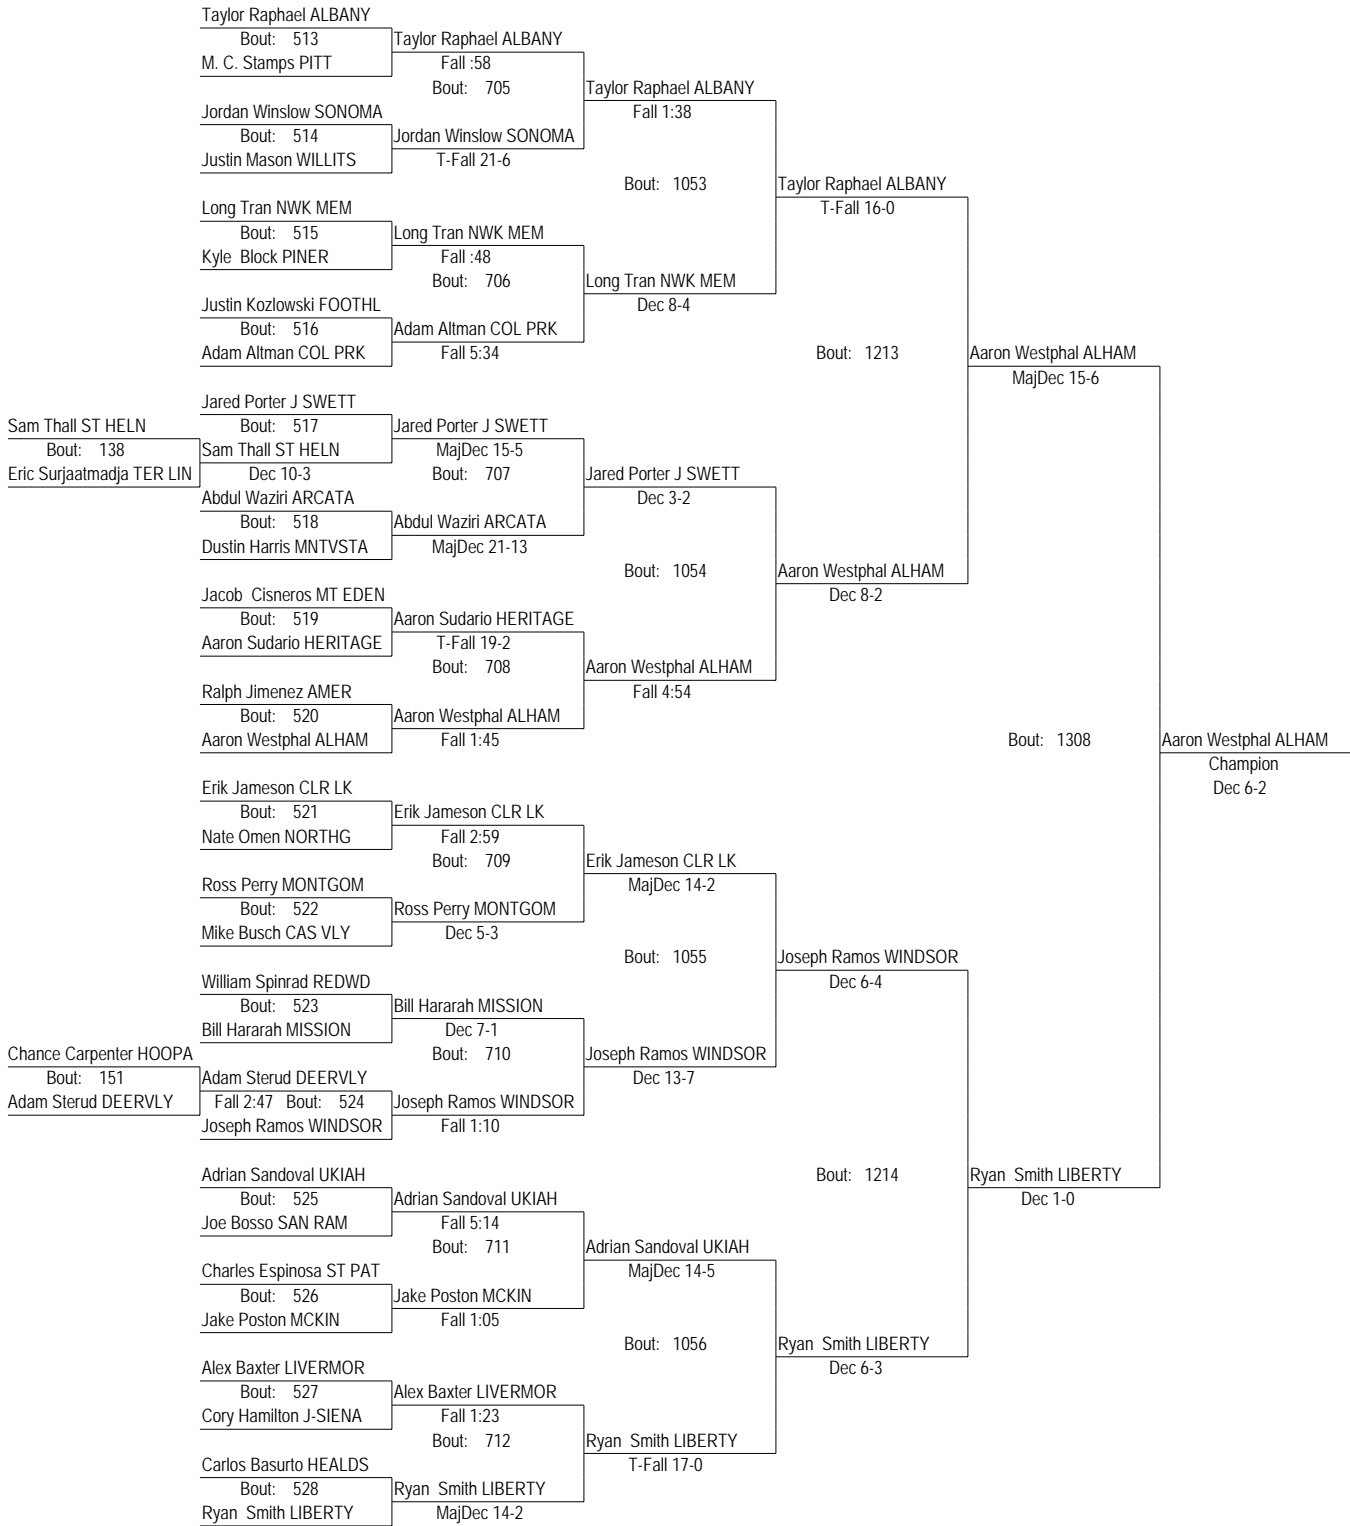 Taylor Raphael ALBANY
Bout: 513
M. C. Stamps PITT
Taylor Raphael ALBANY
Fall :58
Bout: 705
Jordan Winslow SONOMA
Bout: 514
Justin Mason WILLITS
Jordan Winslow SONOMA
T-Fall 21-6
Taylor Raphael ALBANY
Fall 1:38
Bout: 1053
Long Tran NWK MEM
Bout: 515
Kyle Block PINER
Long Tran NWK MEM
Fall :48
Bout: 706
Justin Kozlowski FOOTHL
Bout: 516
Adam Altman COL PRK
Adam Altman COL PRK
Fall 5:34
Long Tran NWK MEM
Dec 8-4
Taylor Raphael ALBANY
T-Fall 16-0
Bout: 1213
Sam Thall ST HELN
Bout: 138
Eric Surjaatmadja TER LIN
Jared Porter J SWETT
Bout: 517
Sam Thall ST HELN
Dec 10-3
Jared Porter J SWETT
MajDec 15-5
Bout: 707
Abdul Waziri ARCATA
Bout: 518
Dustin Harris MNTVSTA
Abdul Waziri ARCATA
MajDec 21-13
Jared Porter J SWETT
Dec 3-2
Bout: 1054
Jacob Cisneros MT EDEN
Bout: 519
Aaron Sudario HERITAGE
Aaron Sudario HERITAGE
T-Fall 19-2
Bout: 708
Ralph Jimenez AMER
Bout: 520
Aaron Westphal ALHAM
Aaron Westphal ALHAM
Fall 1:45
Aaron Westphal ALHAM
Fall 4:54
Aaron Westphal ALHAM
Dec 8-2
Aaron Westphal ALHAM
MajDec 15-6
Bout: 1308
Aaron Westphal ALHAM
Champion
Dec 6-2
Erik Jameson CLR LK
Bout: 521
Nate Omen NORTHG
Erik Jameson CLR LK
Fall 2:59
Bout: 709
Ross Perry MONTGOM
Bout: 522
Mike Busch CAS VLY
Ross Perry MONTGOM
Dec 5-3
Erik Jameson CLR LK
MajDec 14-2
Bout: 1055
William Spinrad REDWD
Bout: 523
Bill Hararah MISSION
Bill Hararah MISSION
Dec 7-1
Bout: 710
Chance Carpenter HOOPA
Bout: 151
Adam Sterud DEERVLY
Adam Sterud DEERVLY
Fall 2:47 Bout: 524
Joseph Ramos WINDSOR
Joseph Ramos WINDSOR
Fall 1:10
Joseph Ramos WINDSOR
Dec 13-7
Joseph Ramos WINDSOR
Dec 6-4
Bout: 1214
Adrian Sandoval UKIAH
Bout: 525
Joe Bosso SAN RAM
Adrian Sandoval UKIAH
Fall 5:14
Bout: 711
Charles Espinosa ST PAT
Bout: 526
Jake Poston MCKIN
Jake Poston MCKIN
Fall 1:05
Adrian Sandoval UKIAH
MajDec 14-5
Bout: 1056
Alex Baxter LIVERMOR
Bout: 527
Cory Hamilton J-SIENA
Alex Baxter LIVERMOR
Fall 1:23
Bout: 712
Carlos Basurto HEALDS
Bout: 528
Ryan Smith LIBERTY
Ryan Smith LIBERTY
MajDec 14-2
Ryan Smith LIBERTY
T-Fall 17-0
Ryan Smith LIBERTY
Dec 6-3
Ryan Smith LIBERTY
Dec 1-0